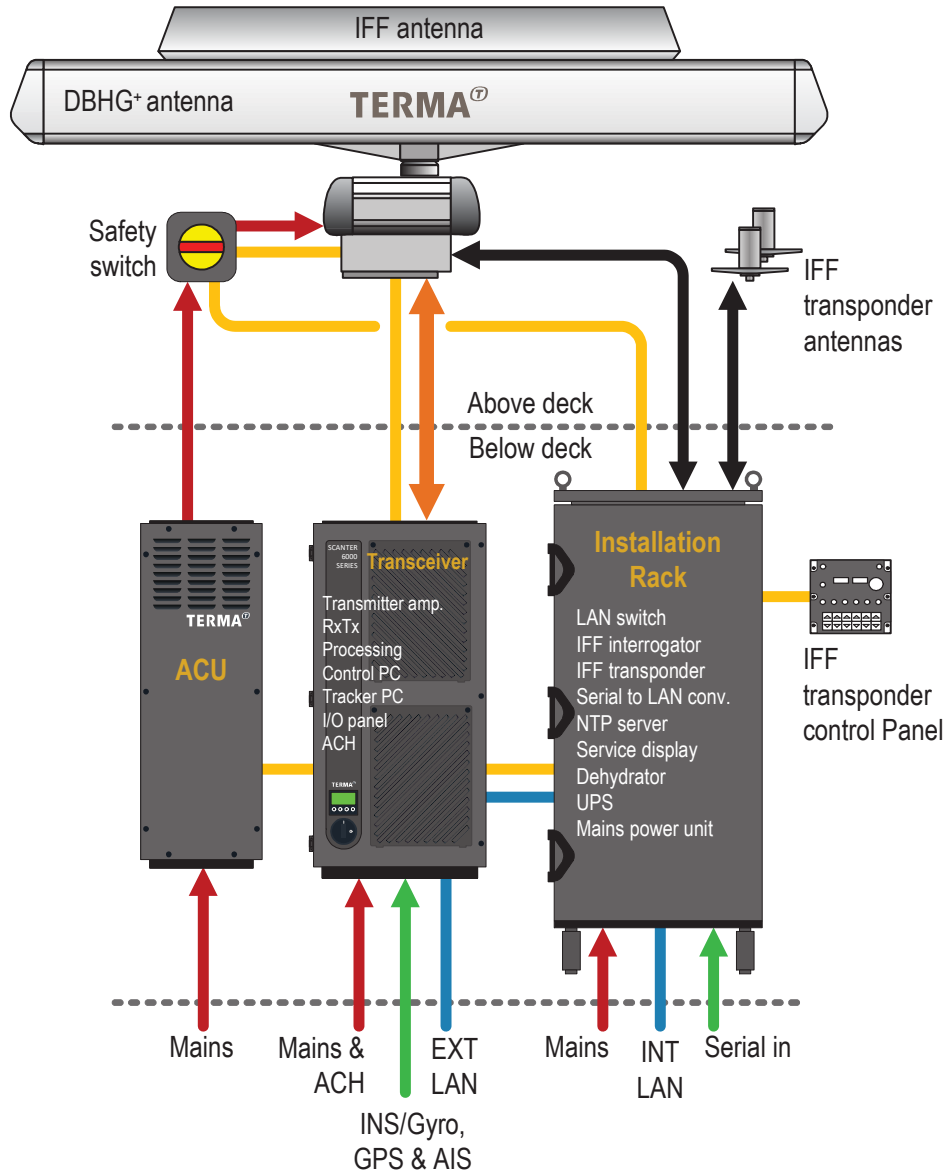 IFF antenna
DBHG+ antenna
TERMA T
Safety
switch
IFF
transponder
antennas
Above deck
Below deck
TERMA T
ACU
SCANTER
6000
SERIES
Transceiver
Transmitter amp.
RxTx
Processing
Control PC
Tracker PC
I/O panel
ACH
TERMA T
Installation
Rack
LAN switch
IFF interrogator
IFF transponder
Serial to LAN conv.
NTP server
Service display
Dehydrator
UPS
Mains power unit
IFF
transponder
control Panel
Mains
Mains &
ACH
INS/Gyro,
GPS & AIS
EXT
LAN
Mains
INT
LAN
Serial in